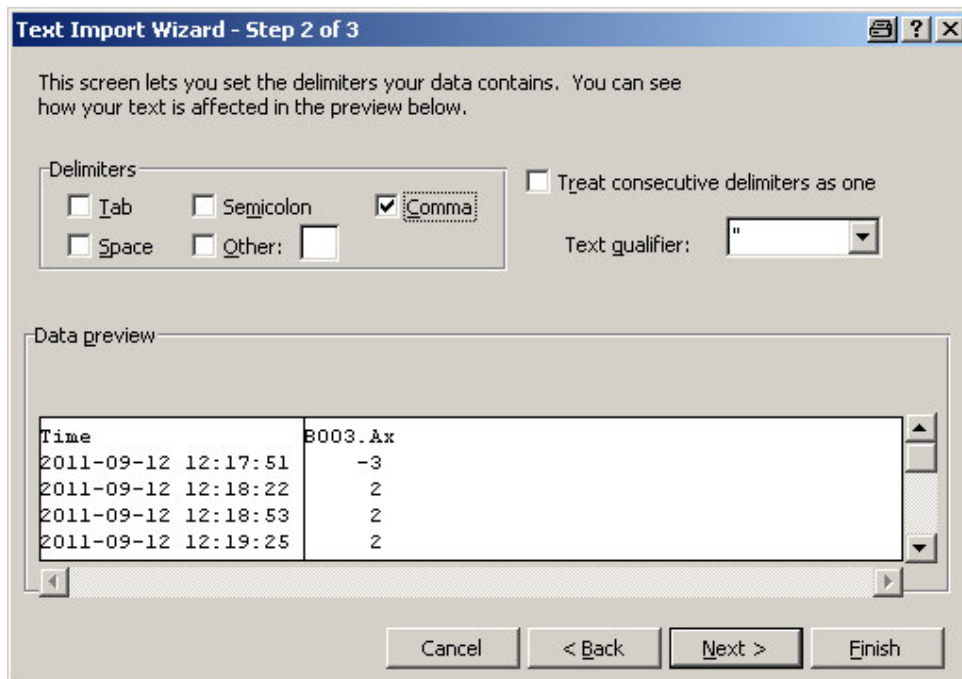 Text Import Wizard - Step 2 of 3
This screen lets you set the delimiters your data contains. You can see
how your text is affected in the preview below.
Delimiters
Tab Semicolon Comma
Space Other:
Treat consecutive delimiters as one
Text qualifier: "
Data preview
Time B003.Ax
2011-09-12 12:17:51 -3
2011-09-12 12:18:22 2
2011-09-12 12:18:53 2
2011-09-12 12:19:25 2
Cancel < Back Next > Finish